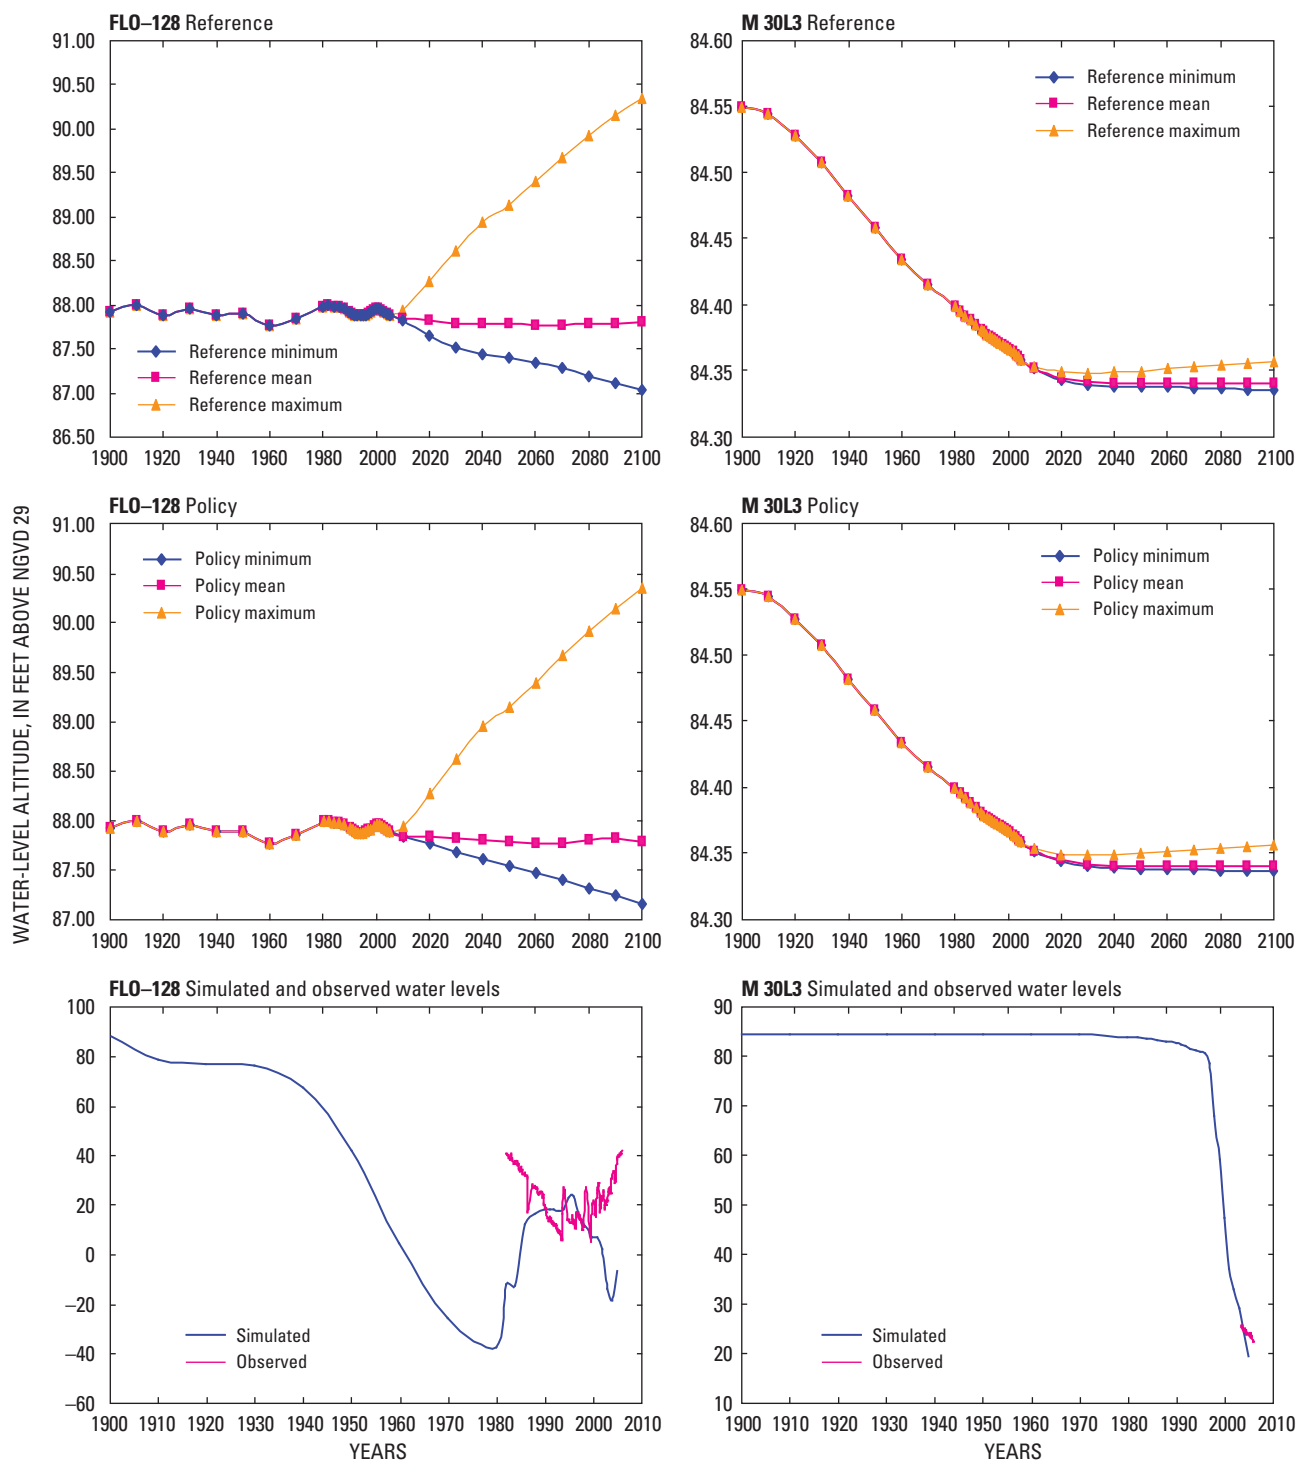 FLO–128 Reference
91.00
90.50
90.00
89.50
89.00
88.50
88.00
87.50
87.00
86.50
Reference minimum
Reference mean
Reference maximum
1900 1920 1940 1960 1980 2000 2020 2040 2060 2080 2100
M 30L3 Reference
84.60
84.55
84.50
84.45
84.40
84.35
84.30
Reference minimum
Reference mean
Reference maximum
1900 1920 1940 1960 1980 2000 2020 2040 2060 2080 2100
WATER-LEVEL ALTITUDE, IN FEET ABOVE NGVD 29
FLO–128 Policy
91.00
90.50
90.00
89.50
89.00
88.50
88.00
87.50
87.00
Policy minimum
Policy mean
Policy maximum
1900 1920 1940 1960 1980 2000 2020 2040 2060 2080 2100
M 30L3 Policy
84.60
84.55
84.50
84.45
84.40
84.35
84.30
Policy minimum
Policy mean
Policy maximum
1900 1920 1940 1960 1980 2000 2020 2040 2060 2080 2100
FLO–128 Simulated and observed water levels
100
80
60
40
20
0
–20
–40
–60
Simulated
Observed
1900 1910 1920 1930 1940 1950 1960 1970 1980 1990 2000 2010
YEARS
M 30L3 Simulated and observed water levels
90
80
70
60
50
40
30
20
10
Simulated
Observed
1900 1910 1920 1930 1940 1950 1960 1970 1980 1990 2000 2010
YEARS